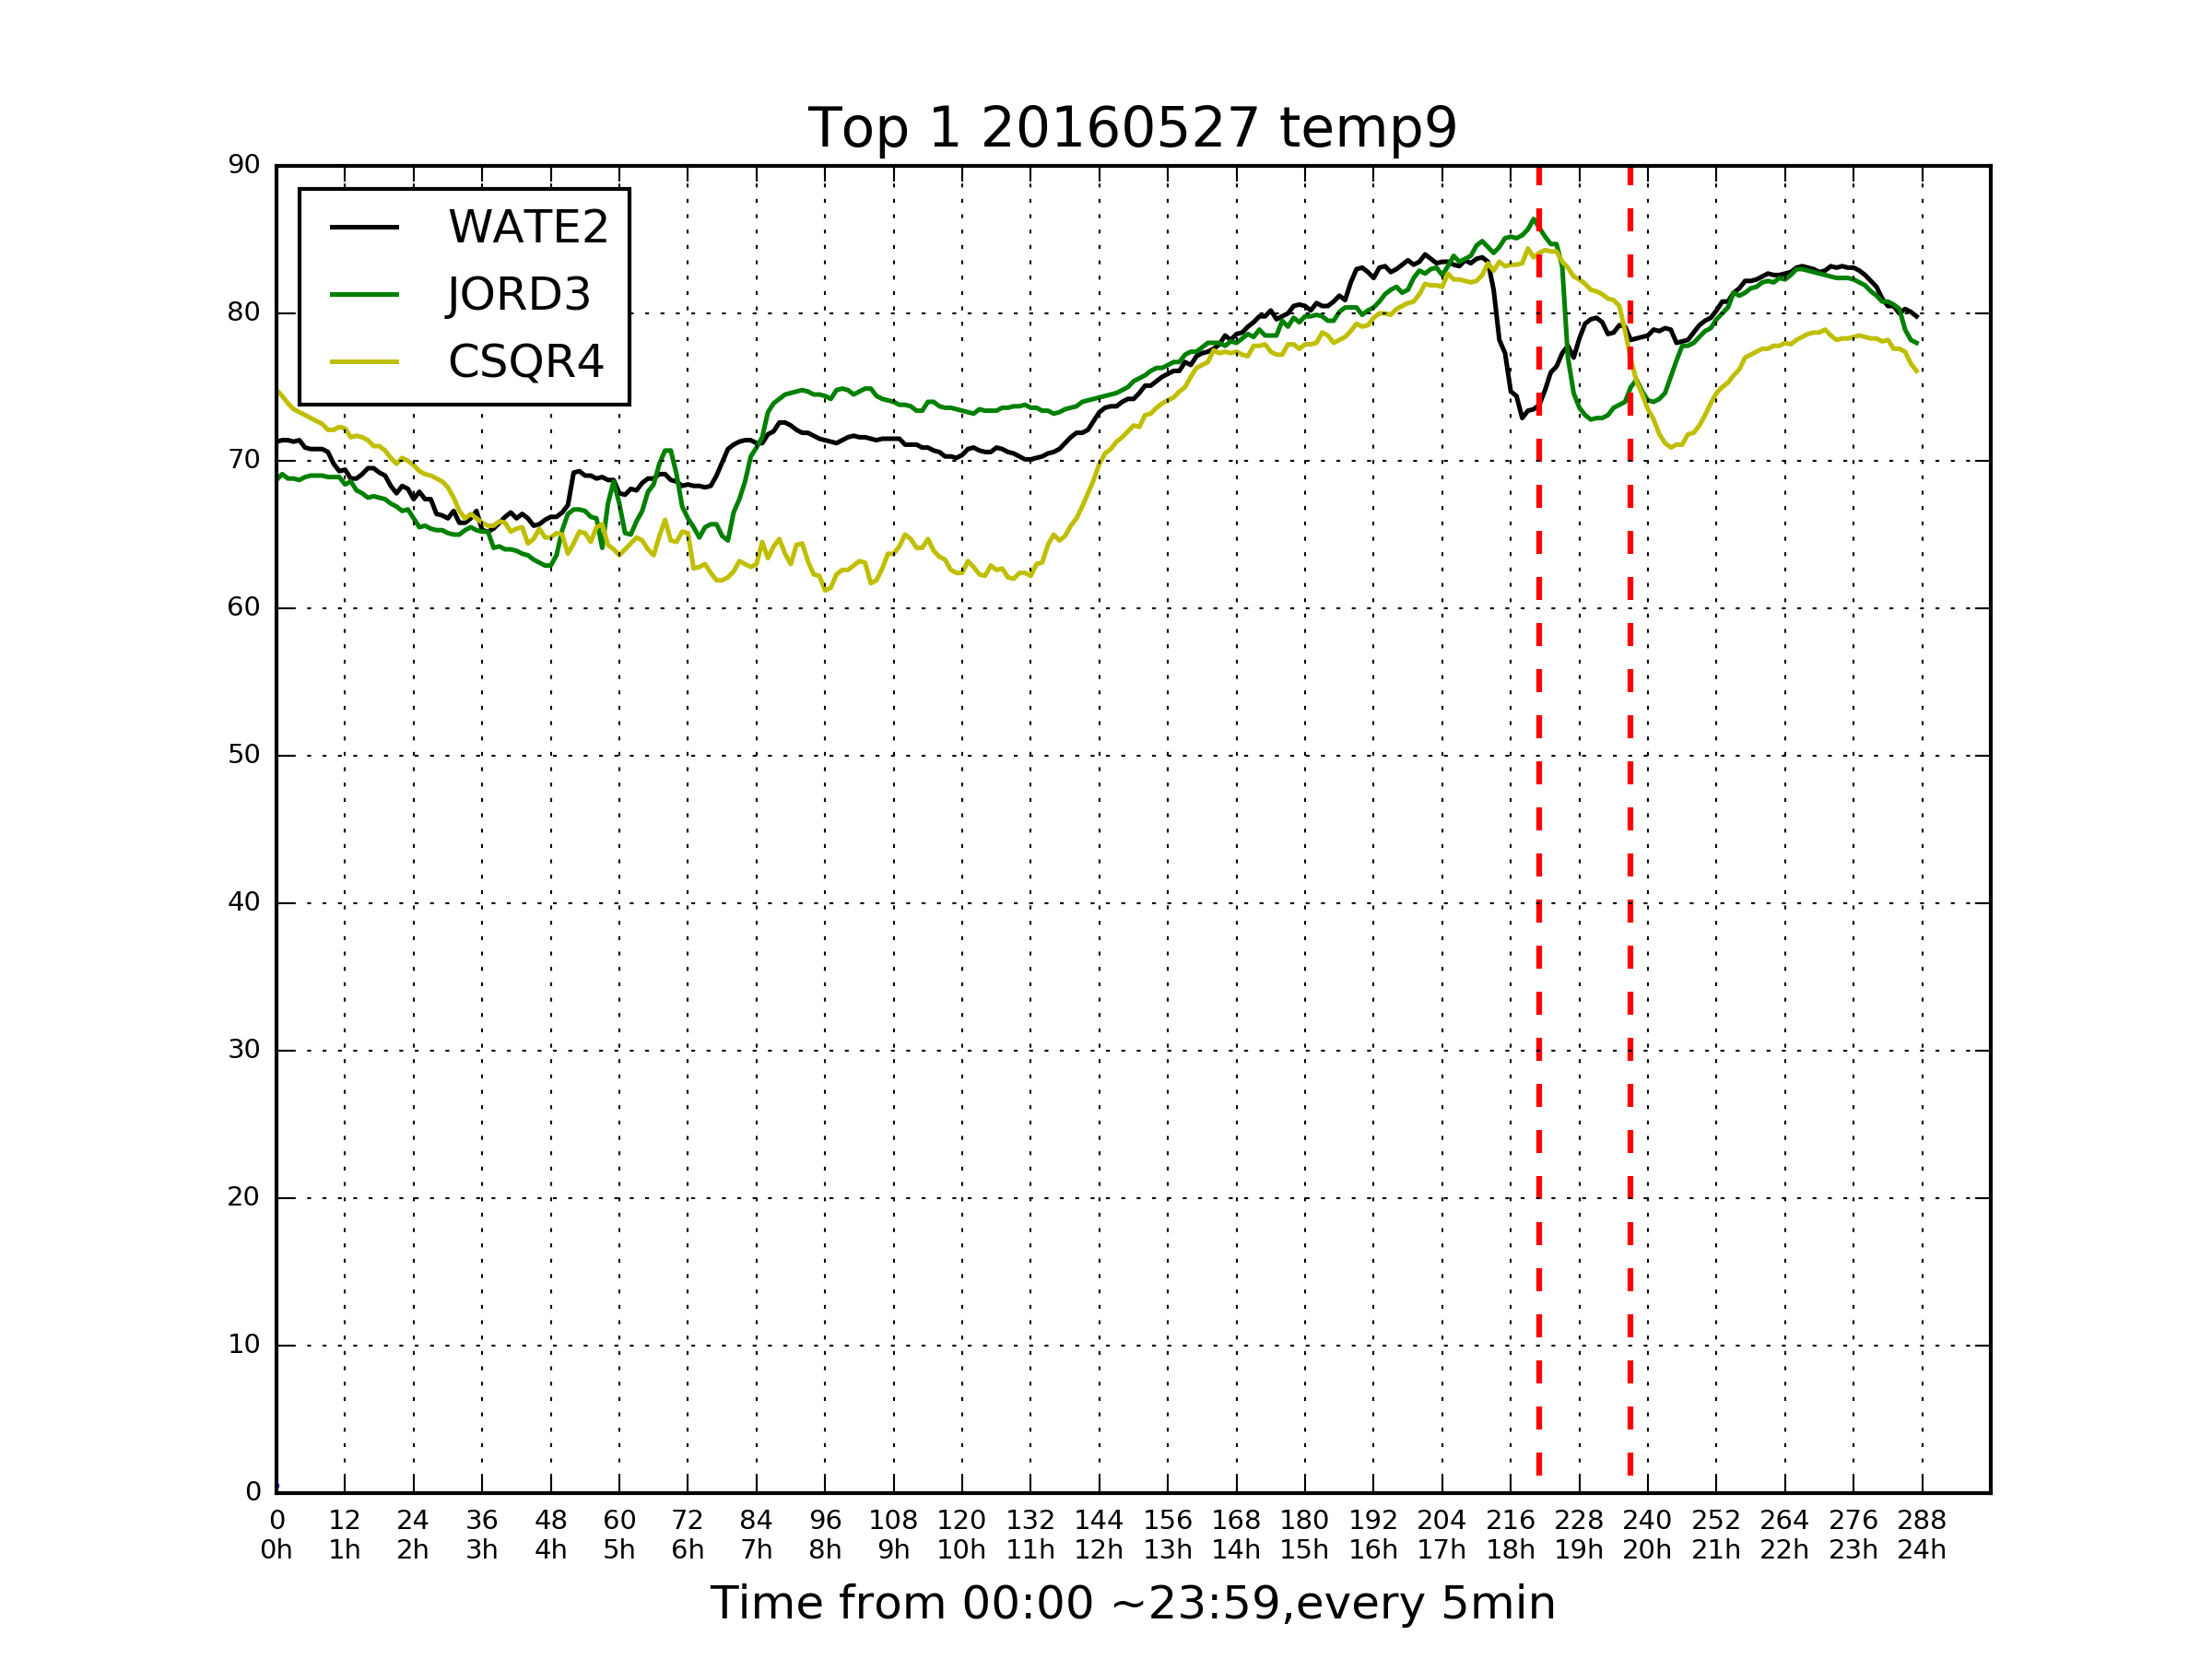 Top 1 20160527 temp9
WATE2
JORD3
CSQR4
90
80
70
60
50
40
30
20
10
0
0 12 24 36 48 60 72 84 96 108 120 132 144 156 168 180 192 204 216 228 240 252 264 276 288
0h 1h 2h 3h 4h 5h 6h 7h 8h 9h 10h 11h 12h 13h 14h 15h 16h 17h 18h 19h 20h 21h 22h 23h 24h
Time from 00:00 ~23:59,every 5min